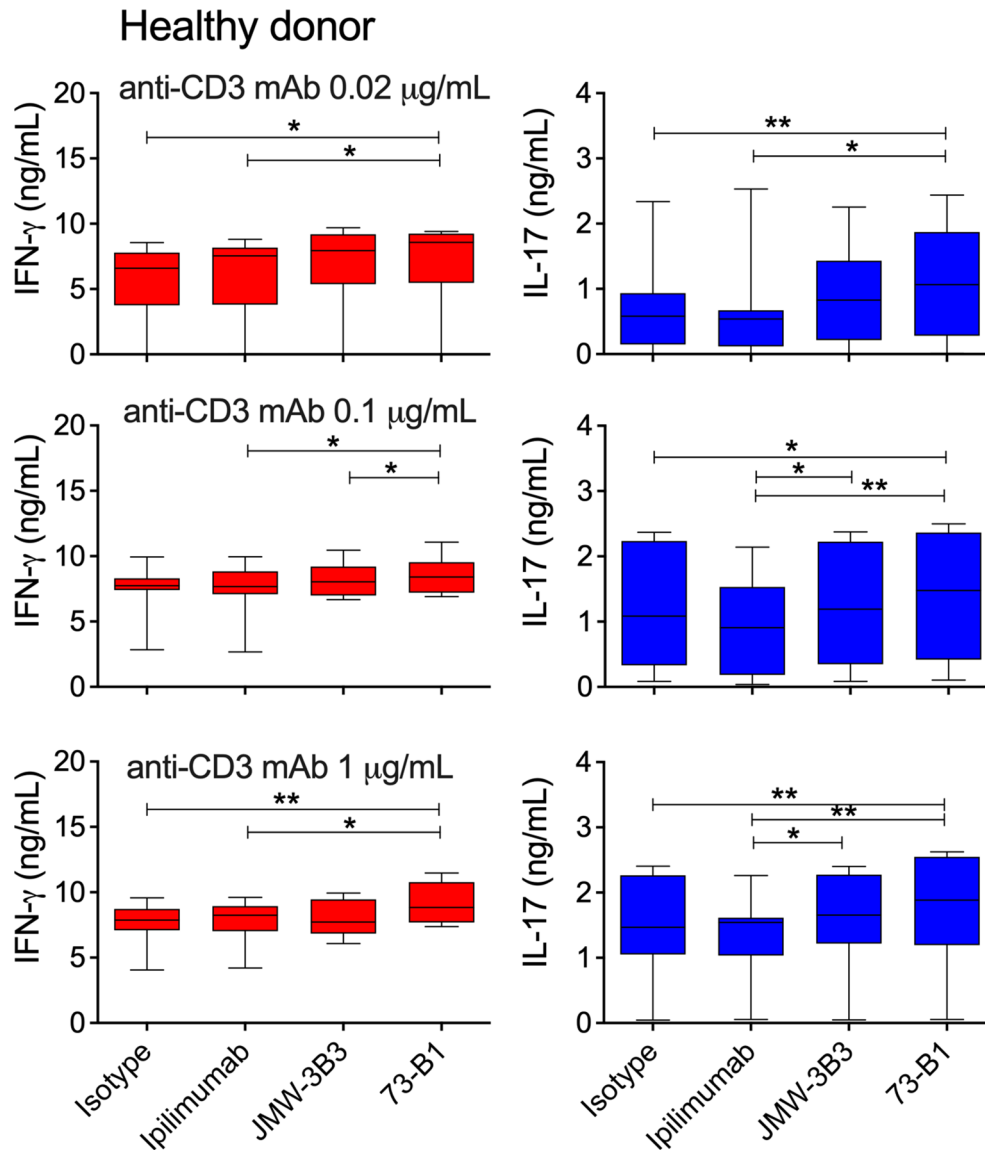 Healthy donor
anti-CD3 mAb 0.02 μg/mL
IFN-γ (ng/mL)
20
15
10
5
0
*
*
IL-17 (ng/mL)
4
3
2
1
0
**
*
anti-CD3 mAb 0.1 μg/mL
IFN-γ (ng/mL)
20
15
10
5
0
*
*
IL-17 (ng/mL)
4
3
2
1
0
*
*
**
anti-CD3 mAb 1 μg/mL
IFN-γ (ng/mL)
20
15
10
5
0
**
*
Isotype
Ipilimumab
JMW-3B3
73-B1
IL-17 (ng/mL)
4
3
2
1
0
**
**
*
Isotype
Ipilimumab
JMW-3B3
73-B1